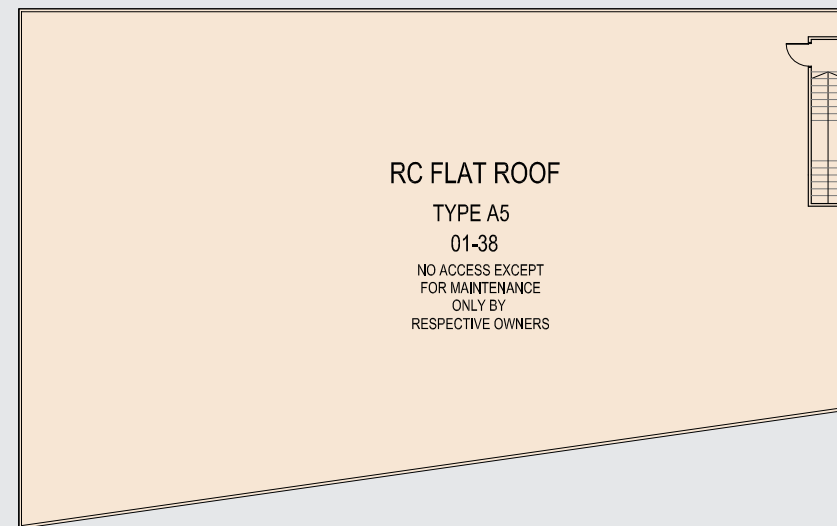 RC FLAT ROOF
TYPE A5
01-38
NO ACCESS EXCEPT
FOR MAINTENANCE
ONLY BY
RESPECTIVE OWNERS